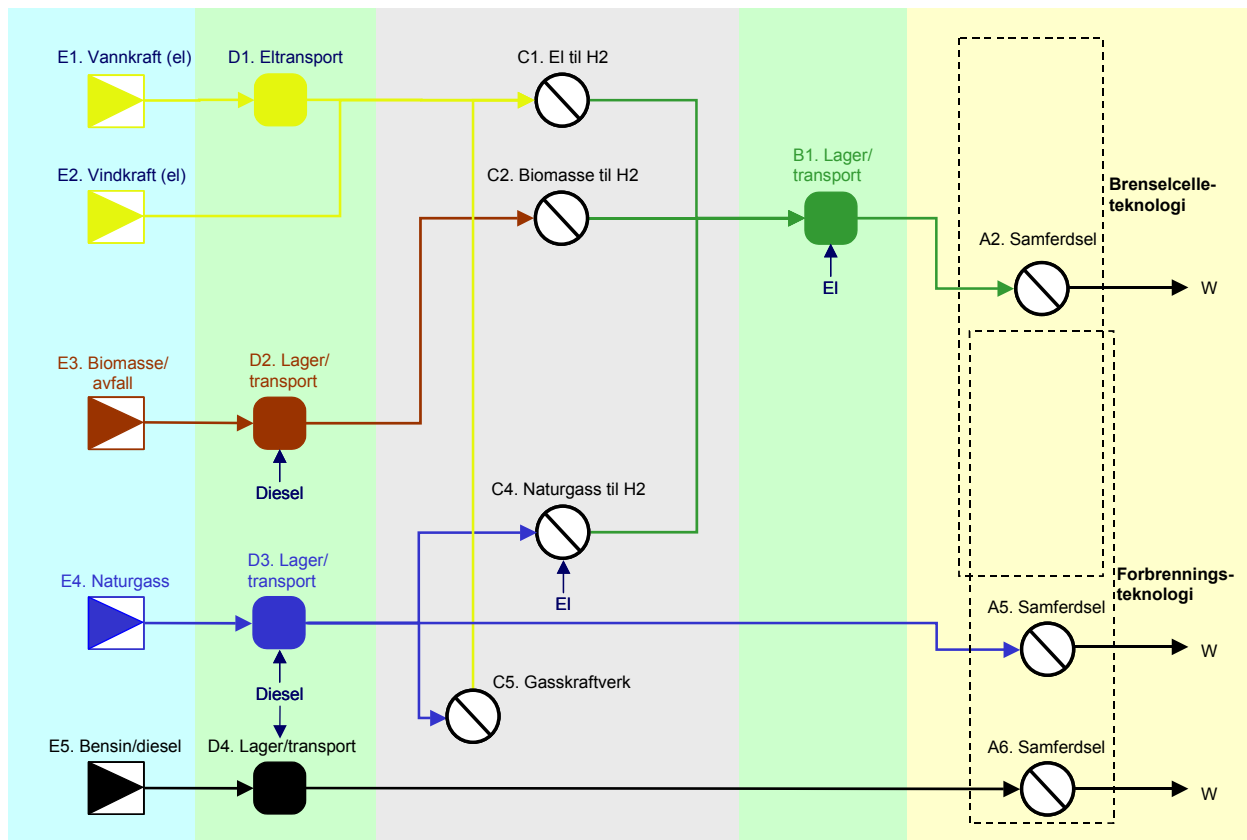 E1. Vannkraft (el)
D1. Eltransport
C1. El til H2
E2. Vindkraft (el)
C2. Biomasse til H2
B1. Lager/
transport
El
Brenselcelle-
teknologi
A2. Samferdsel
W
E3. Biomasse/
avfall
D2. Lager/
transport
Diesel
C4. Naturgass til H2
El
E4. Naturgass
D3. Lager/
transport
Diesel
Forbrennings-
teknologi
A5. Samferdsel
W
C5. Gasskraftverk
E5. Bensin/diesel
D4. Lager/transport
A6. Samferdsel
W